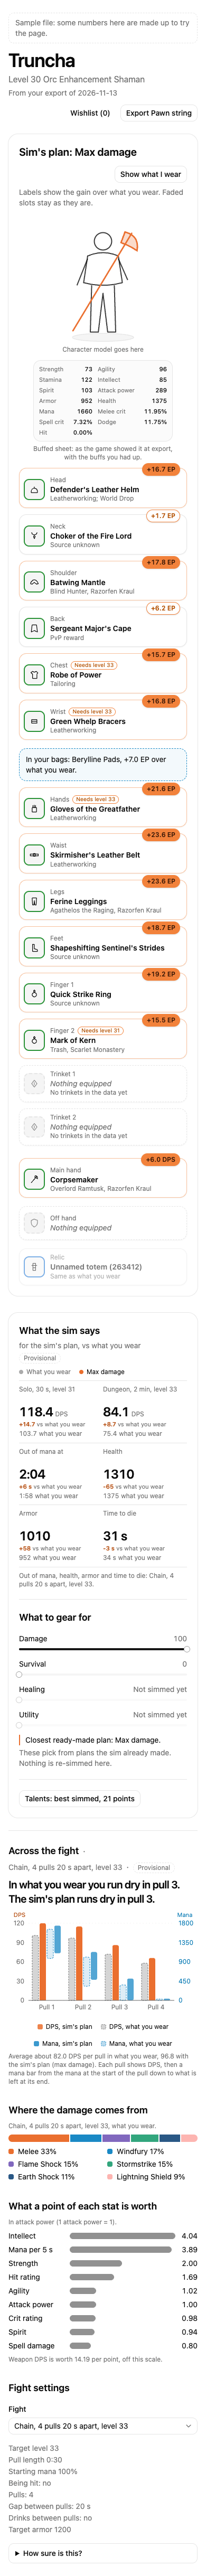 Sample file: some numbers here are made up to try
the page.
Truncha
Level 30 Orc Enhancement Shaman
From your export of 2026-11-13
Wishlist (0)
Export Pawn string
Sim's plan: Max damage
Show what I wear
Labels show the gain over what you wear. Faded
slots stay as they are.
Character model goes here
Strength 73 Agility 96
Stamina 122 Intellect 85
Spirit 103 Attack power 289
Armor 952 Health 1375
Mana 1660 Melee crit 11.95%
Spell crit 7.32% Dodge 11.75%
Hit 0.00%
Buffed sheet: as the game showed it at export,
with the buffs you had up.
+16.7 EP
Head
Defender's Leather Helm
Leatherworking; World Drop
+1.7 EP
Neck
Choker of the Fire Lord
Source unknown
+17.8 EP
Shoulder
Batwing Mantle
Blind Hunter, Razorfen Kraul
+6.2 EP
Back
Sergeant Major's Cape
PvP reward
+15.7 EP
Chest Needs level 33
Robe of Power
Tailoring
+16.8 EP
Wrist Needs level 33
Green Whelp Bracers
Leatherworking
In your bags: Berylline Pads, +7.0 EP over
what you wear.
+21.6 EP
Hands Needs level 33
Gloves of the Greatfather
Leatherworking
+23.6 EP
Waist
Skirmisher's Leather Belt
Leatherworking
+23.6 EP
Legs
Ferine Leggings
Agathelos the Raging, Razorfen Kraul
+18.7 EP
Feet
Shapeshifting Sentinel's Strides
Source unknown
+19.2 EP
Finger 1
Quick Strike Ring
Source unknown
+15.5 EP
Finger 2 Needs level 31
Mark of Kern
Trash, Scarlet Monastery
Trinket 1
Nothing equipped
No trinkets in the data yet
Trinket 2
Nothing equipped
No trinkets in the data yet
+6.0 DPS
Main hand
Corpsemaker
Overlord Ramtusk, Razorfen Kraul
Off hand
Nothing equipped
Relic
Unnamed totem (263412)
Same as what you wear
What the sim says
for the sim's plan, vs what you wear
Provisional
What you wear Max damage
Solo, 30 s, level 31
118.4 DPS
+14.7 vs what you wear
103.7 what you wear
Dungeon, 2 min, level 33
84.1 DPS
+8.7 vs what you wear
75.4 what you wear
Out of mana at
2:04
+6 s vs what you wear
1:58 what you wear
Health
1310
-65 vs what you wear
1375 what you wear
Armor
1010
+58 vs what you wear
952 what you wear
Time to die
31 s
-3 s vs what you wear
34 s what you wear
Out of mana, health, armor and time to die: Chain, 4
pulls 20 s apart, level 33.
What to gear for
Damage 100
Survival 0
Healing Not simmed yet
Utility Not simmed yet
Closest ready-made plan: Max damage.
These pick from plans the sim already made.
Nothing is re-simmed here.
Talents: best simmed, 21 points
Across the fight ·
Chain, 4 pulls 20 s apart, level 33 · Provisional
In what you wear you run dry in pull 3.
The sim's plan runs dry in pull 3.
DPS Mana
120 1800
90 1350
60 900
30 450
0 0
Pull 1 Pull 2 Pull 3 Pull 4
DPS, sim's plan DPS, what you wear
Mana, sim's plan Mana, what you wear
Average about 82.0 DPS per pull in what you wear, 96.8 with
the sim's plan (max damage). Each pull shows DPS, then a
mana bar from the mana at the start of the pull down to what is
left at its end.
Where the damage comes from
Chain, 4 pulls 20 s apart, level 33, what you wear.
Melee 33% Windfury 17%
Flame Shock 15% Stormstrike 15%
Earth Shock 11% Lightning Shield 9%
What a point of each stat is worth
In attack power (1 attack power = 1).
Intellect 4.04
Mana per 5 s 3.89
Strength 2.00
Hit rating 1.69
Agility 1.02
Attack power 1.00
Crit rating 0.98
Spirit 0.94
Spell damage 0.80
Weapon DPS is worth 14.19 per point, off this scale.
Fight settings
Fight
Chain, 4 pulls 20 s apart, level 33
Target level 33
Pull length 0:30
Starting mana 100%
Being hit: no
Pulls: 4
Gap between pulls: 20 s
Drinks between pulls: no
Target armor 1200
How sure is this?